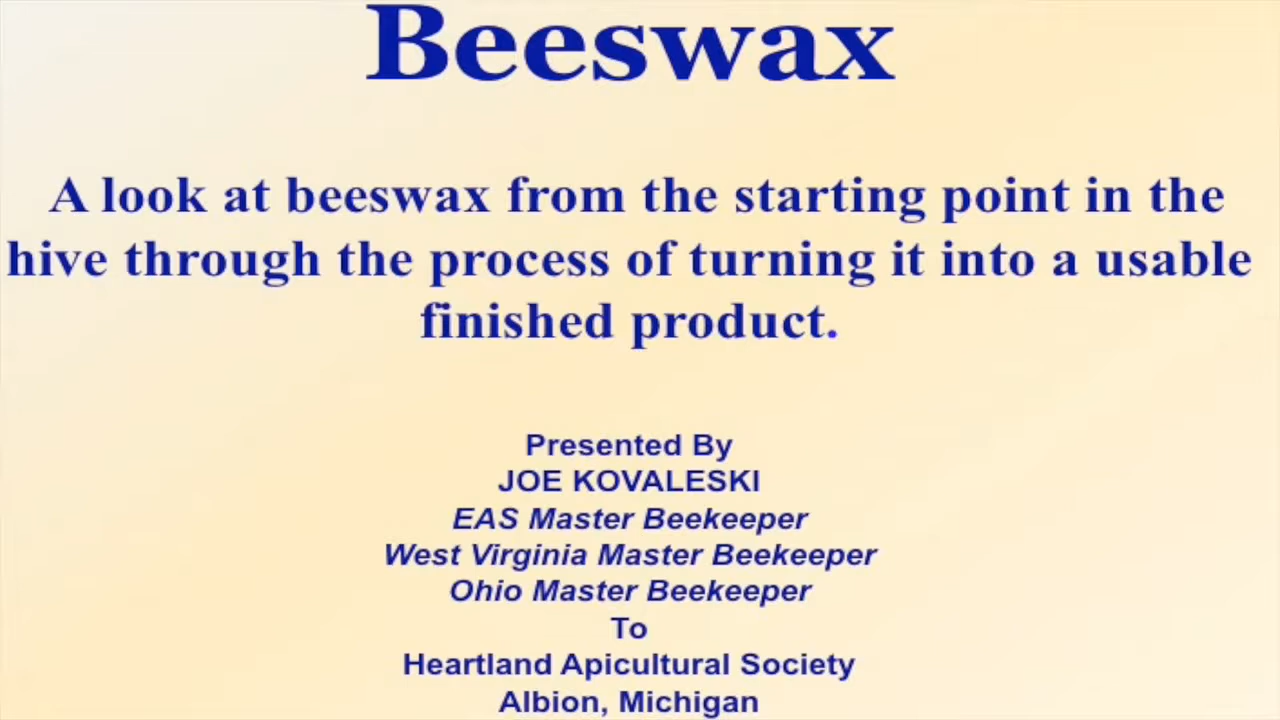 Beeswax
A look at beeswax from the starting point in the
hive through the process of turning it into a usable
finished product.
Presented By
JOE KOVALESKI
EAS Master Beekeeper
West Virginia Master Beekeeper
Ohio Master Beekeeper
To
Heartland Apicultural Society
Albion, Michigan